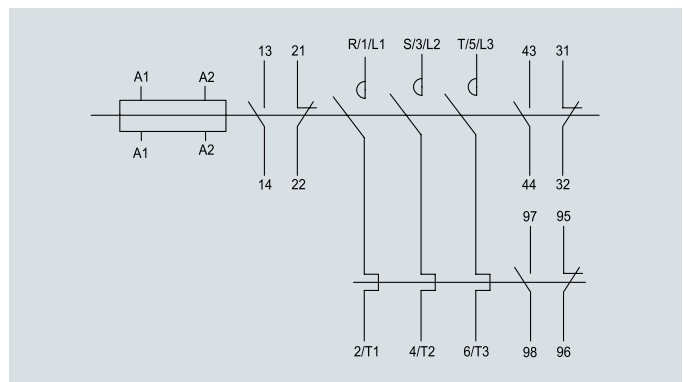 R/1/L1 S/3/L2 T/5/L3
13 21 43 31
A1 A2
A1 A2
14 22 44 32
97 95
2/T1 4/T2 6/T3 98 96